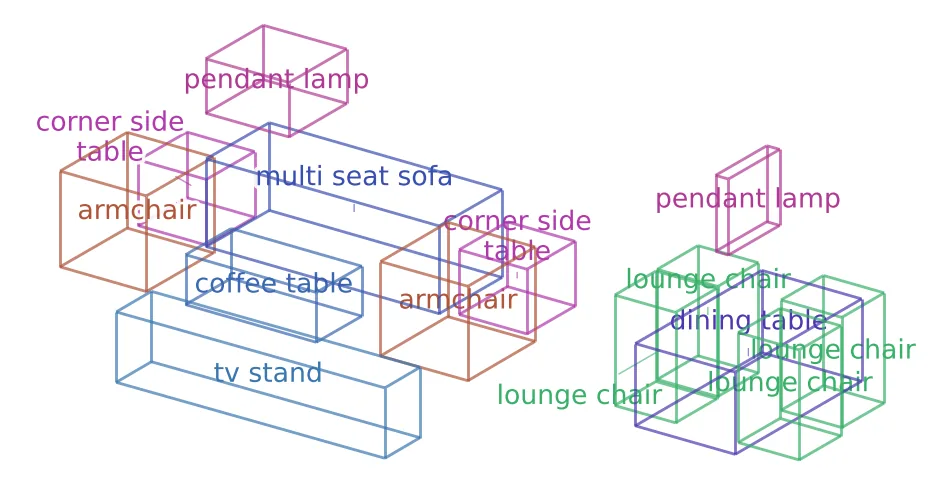 pendant lamp
corner side
table
multi seat sofa
armchair
pendant lamp
corner side
table
lounge chair
coffee table
armchair
dining table
lounge chair
tv stand
lounge chair
lounge chair